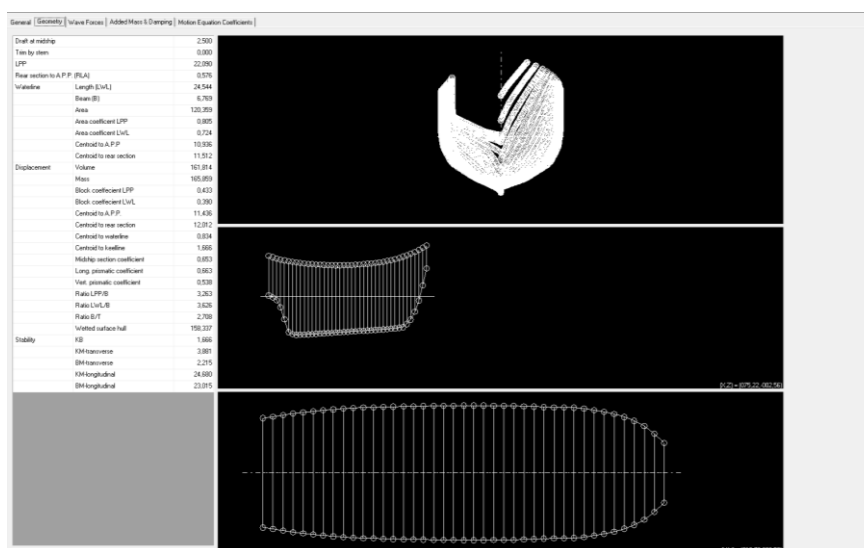 General Geometry Wave Forces Added Mass & Damping Motion Equation Coefficients
Draft at midship 2,500
Trim by stern 0,000
LPP 22,090
Rear section to A.P.P. (RLA) 0,576
Waterline Length (LWL) 24,544
Beam (B) 6,769
Area 120,359
Area coefficent LPP 0,805
Area coefficent LWL 0,724
Centroid to A.P.P 10,936
Centroid to rear section 11,512
Displacement Volume 161,814
Mass 165,859
Block coeffecient LPP 0,433
Block coeffecient LWL 0,390
Centroid to A.P.P. 11,436
Centroid to rear section 12,012
Centroid to waterline 0,834
Centroid to keelline 1,666
Midship section coefficient 0,653
Long. prismatic coefficient 0,663
Vert. prismatic coefficient 0,538
Ratio LPP/B 3,263
Ratio LWL/B 3,626
Ratio B/T 2,708
Wetted surface hull 158,337
Stability KB 1,666
KM-transverse 3,881
BM-transverse 2,215
KM-longitudinal 24,680
BM-longitudinal 23,015
(X,Z) = (075,22,-002,56)